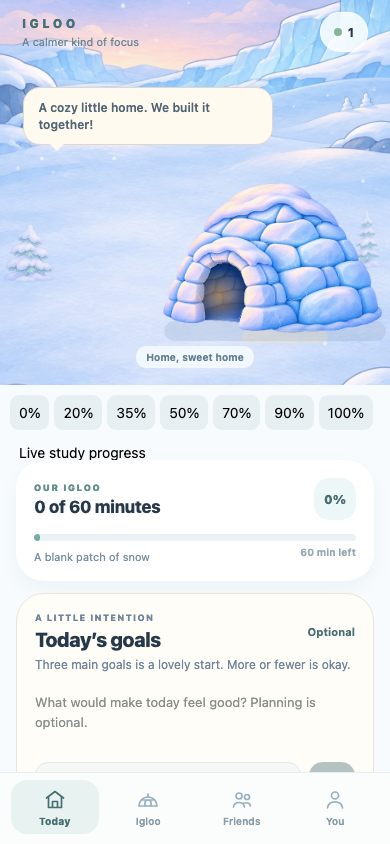 IGLOO
A calmer kind of focus
1
A cozy little home. We built it
together!
Home, sweet home
0%
20%
35%
50%
70%
90%
100%
Live study progress
OUR IGLOO
0 of 60 minutes
0%
A blank patch of snow
60 min left
A LITTLE INTENTION
Today’s goals
Optional
Three main goals is a lovely start. More or fewer is okay.
What would make today feel good? Planning is
optional.
Today
Igloo
Friends
You